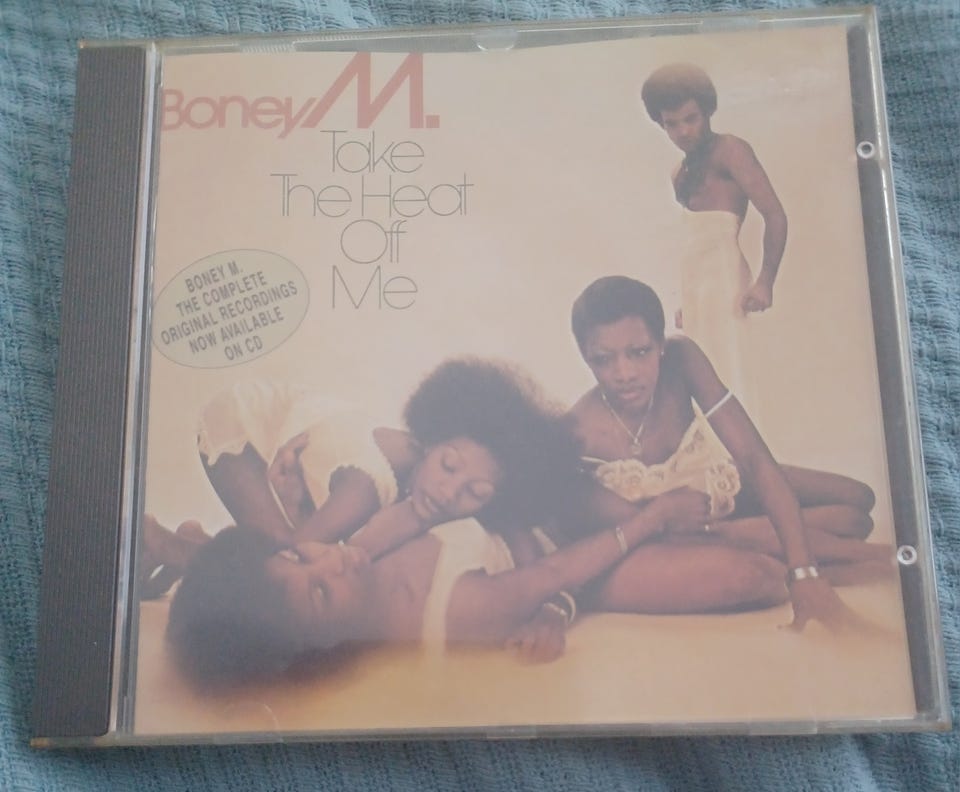 Boney M.
Take
The Heat
Off
Me
BONEY M.
THE COMPLETE
ORIGINAL RECORDINGS
NOW AVAILABLE
ON CD